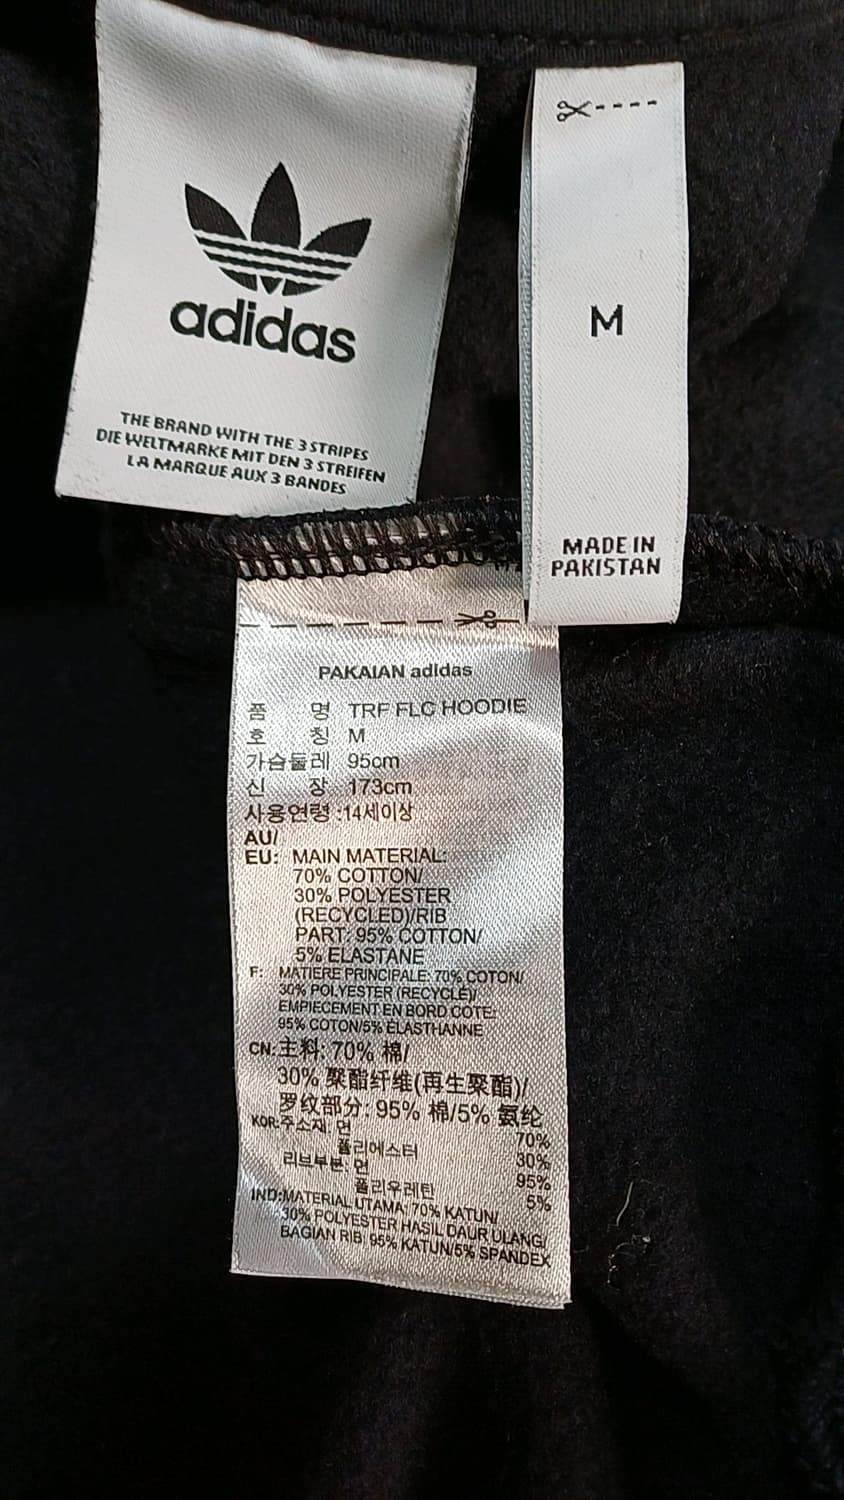 adidas
THE BRAND WITH THE 3 STRIPES
DIE WELTMARKE MIT DEN 3 STREIFEN
LA MARQUE AUX 3 BANDES
M
MADE IN
PAKISTAN
PAKAIAN adidas
품 명 TRF FLC HOODIE
호 칭 M
가슴둘레 95cm
신 장 173cm
사용연령 :14세이상
AU/
EU: MAIN MATERIAL:
70% COTTON/
30% POLYESTER
(RECYCLED)/RIB
PART: 95% COTTON/
5% ELASTANE
F: MATIERE PRINCIPALE: 70% COTON/
30% POLYESTER (RECYCLÉ)/
EMPIECEMENT EN BORD COTE:
95% COTON/5% ELASTHANNE
CN:主料: 70% 棉/
30% 聚酯纤维(再生聚酯)/
罗纹部分: 95% 棉/5% 氨纶
KOR:주소재: 면 70%
폴리에스터 30%
리브부분: 면 95%
폴리우레탄 5%
IND:MATERIAL UTAMA: 70% KATUN/
30% POLYESTER HASIL DAUR ULANG/
BAGIAN RIB: 95% KATUN/5% SPANDEX